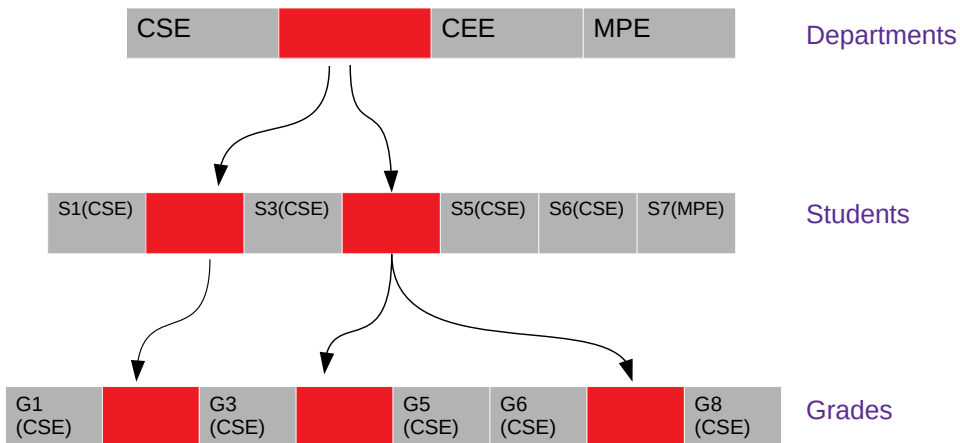 CSE CEE MPE Departments
S1(CSE) S3(CSE) S5(CSE) S6(CSE) S7(MPE) Students
G1 (CSE) G3 (CSE) G5 (CSE) G6 (CSE) G8 (CSE) Grades